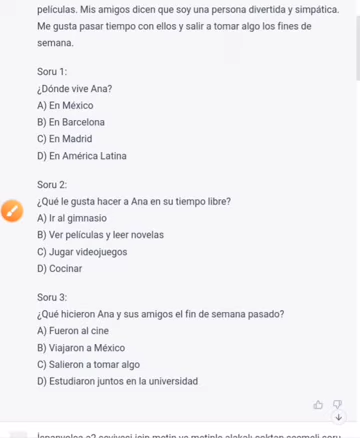 películas. Mis amigos dicen que soy una persona divertida y simpática.
Me gusta pasar tiempo con ellos y salir a tomar algo los fines de
semana.
Soru 1:
¿Dónde vive Ana?
A) En México
B) En Barcelona
C) En Madrid
D) En América Latina
Soru 2:
¿Qué le gusta hacer a Ana en su tiempo libre?
A) Ir al gimnasio
B) Ver películas y leer novelas
C) Jugar videojuegos
D) Cocinar
Soru 3:
¿Qué hicieron Ana y sus amigos el fin de semana pasado?
A) Fueron al cine
B) Viajaron a México
C) Salieron a tomar algo
D) Estudiaron juntos en la universidad